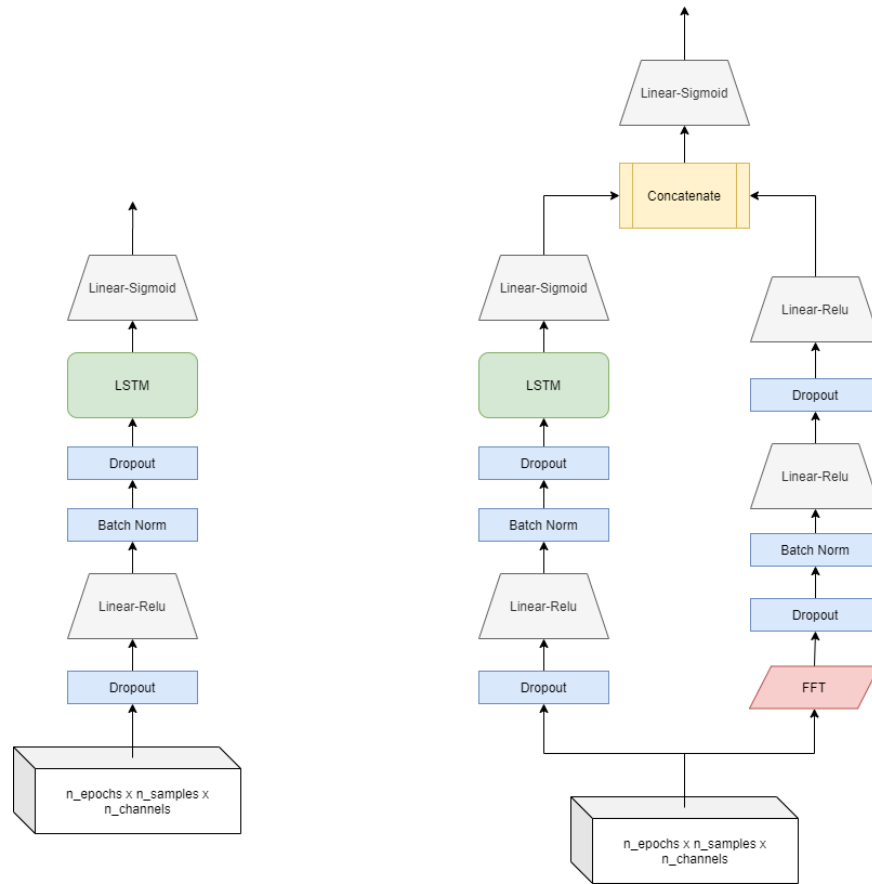 Linear-Sigmoid
LSTM
Dropout
Batch Norm
Linear-Relu
Dropout
n_epochs x n_samples x
n_channels
Linear-Sigmoid
Concatenate
Linear-Sigmoid
LSTM
Dropout
Batch Norm
Linear-Relu
Dropout
Linear-Relu
Dropout
Linear-Relu
Batch Norm
Dropout
FFT
n_epochs x n_samples x
n_channels